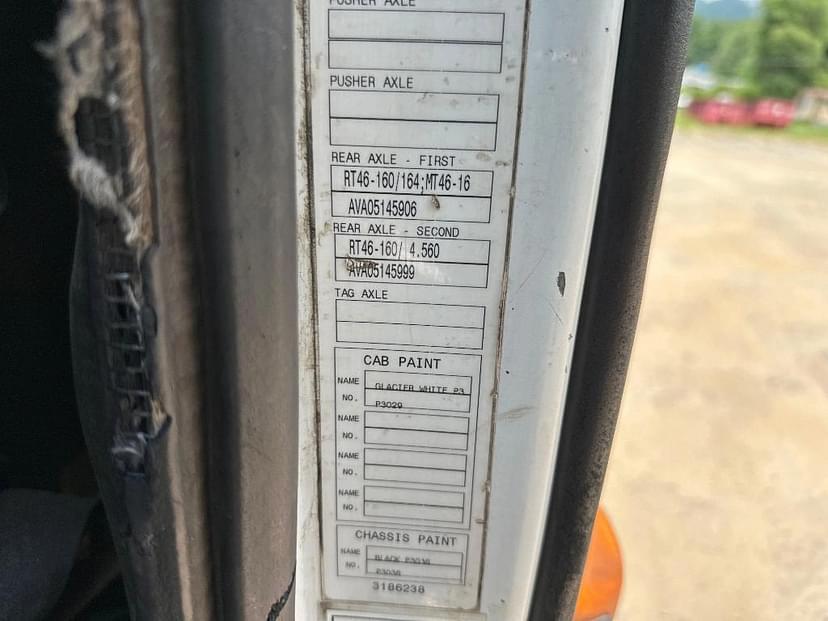 PUSHER AXLE
PUSHER AXLE
REAR AXLE - FIRST
RT46-160/164;MT46-16
AVA05145906
REAR AXLE - SECOND
RT46-160/ 4.560
AVA05145999
TAG AXLE
CAB PAINT
NAME GLACIER WHITE P3
NO. P3029
NAME
NO.
NAME
NO.
NAME
NO.
CHASSIS PAINT
NAME BLACK P3036
NO. P3036
3186238